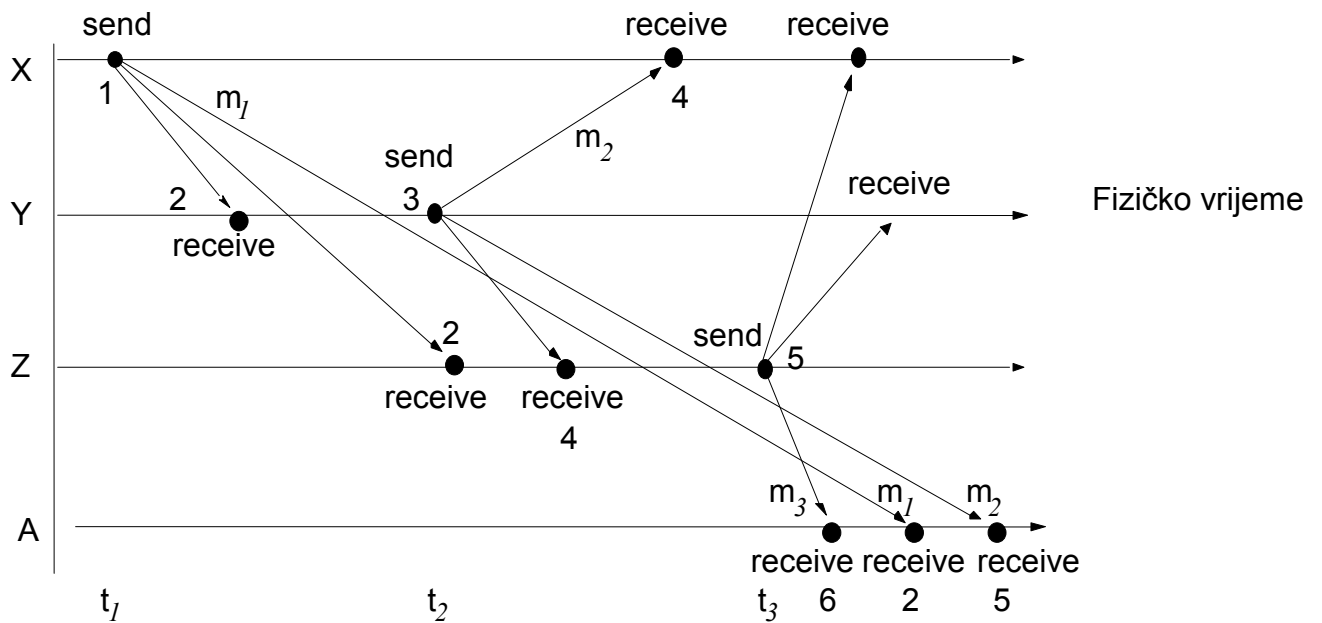 send
receive
receive
X
1
m1
4
m2
send
receive
2
3
Y
receive
Fizičko vrijeme
2
send
5
Z
receive
receive
4
m3
m1
m2
A
receive
receive
receive
t1
t2
t3
6
2
5